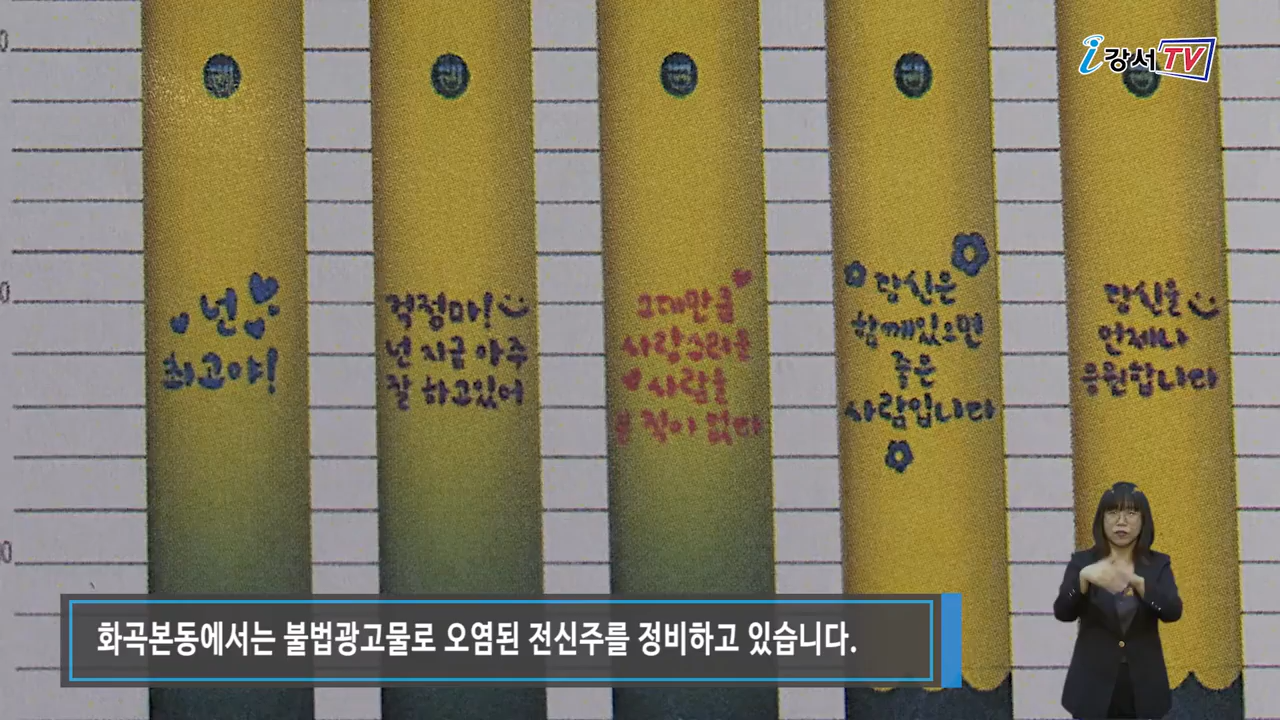 i강서TV
넌
최고야!
걱정마!
넌 지금 아주
잘 하고있어
그대만큼
사랑스러운
사람을
본 적이 없다
당신은
함께있으면
좋은
사람입니다
당신을
언제나
응원합니다
화곡본동에서는 불법광고물로 오염된 전신주를 정비하고 있습니다.